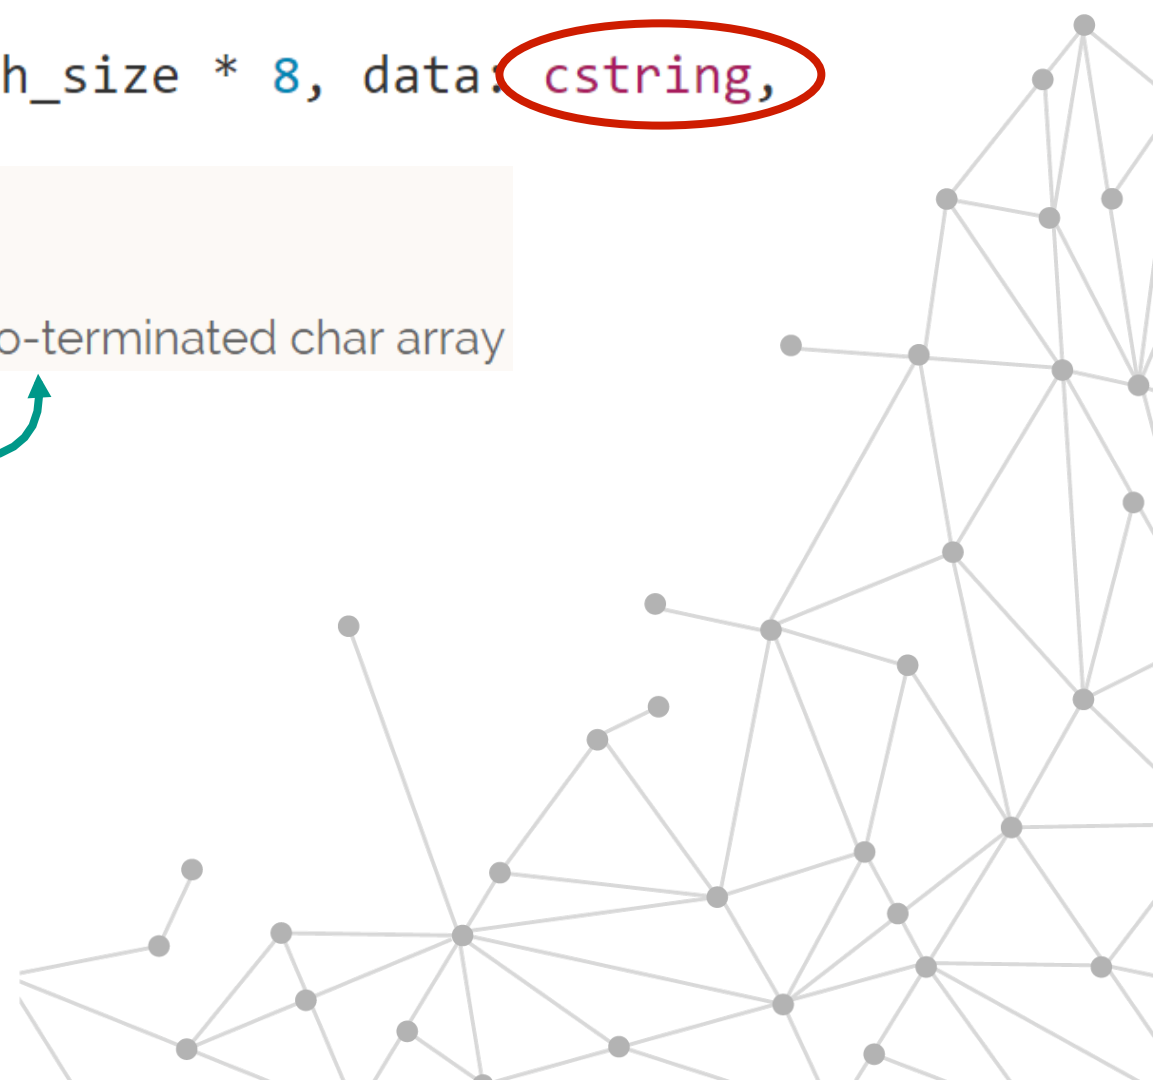 h_size * 8, data: cstring,
o-terminated char array